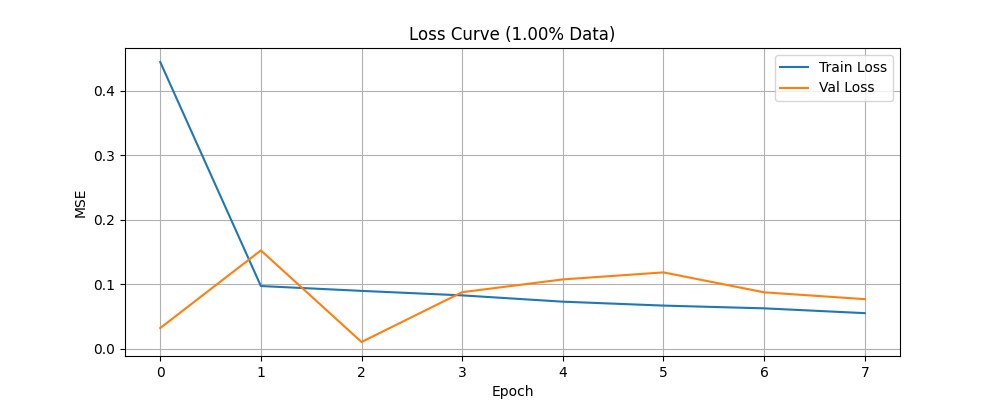 Loss Curve (1.00% Data)
Train Loss
Val Loss
MSE
0.4
0.3
0.2
0.1
0.0
0 1 2 3 4 5 6 7
Epoch